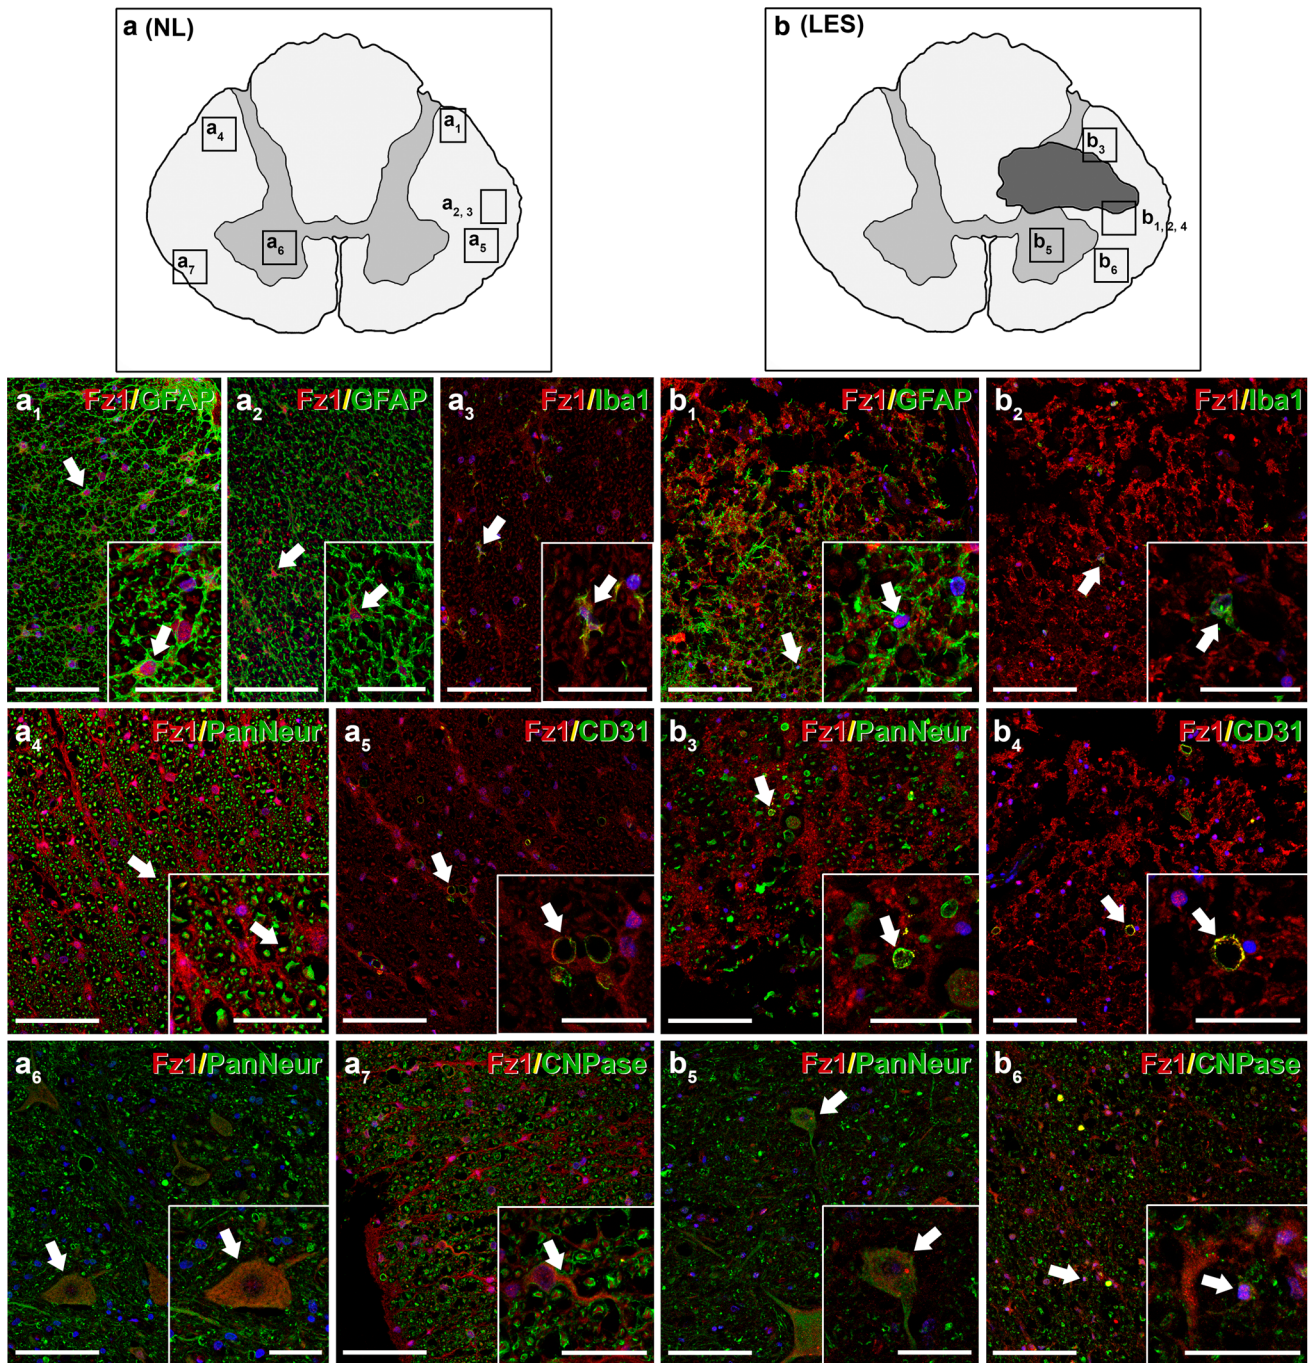 a (NL)
b (LES)
a4
a1
a2, 3
a6
a5
a7
b3
b1, 2, 4
b5
b6
a1 Fz1/GFAP
a2 Fz1/GFAP
a3 Fz1/Iba1
b1 Fz1/GFAP
b2 Fz1/Iba1
a4 Fz1/PanNeur
a5 Fz1/CD31
b3 Fz1/PanNeur
b4 Fz1/CD31
a6 Fz1/PanNeur
a7 Fz1/CNPase
b5 Fz1/PanNeur
b6 Fz1/CNPase